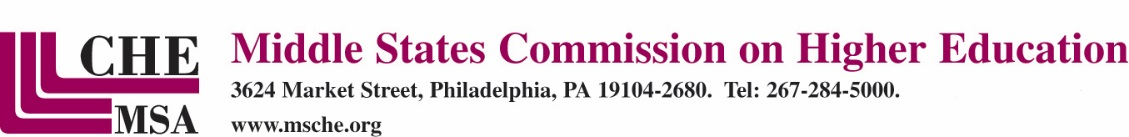 CHE
MSA
Middle States Commission on Higher Education
3624 Market Street, Philadelphia, PA 19104-2680. Tel: 267-284-5000.
www.msche.org